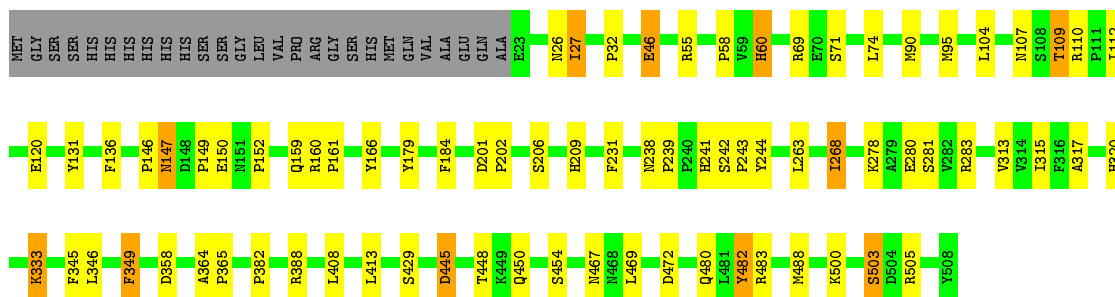 MET GLY SER SER HIS HIS HIS HIS HIS HIS SER SER GLY LEU VAL PRO ARG GLY SER HIS MET GLN VAL ALA GLU GLN ALA E23 N26 I27 P32 E46 R55 P58 V59 H60 R69 E70 S71 L74 M90 M95 L104 N107 S108 T109 R110 P111
E120 Y131 F136 P146 N147 D148 P149 E150 N151 P152 Q159 R160 P161 Y166 Y179 F184 D201 P202 S206 H209 F231 N238 P239 P240 H241 S242 P243 Y244 L263 I268 K278 A279 E280 S281 V282 R283 V313 V314 I315 F316 A317
K333 F345 L346 F349 D358 A364 P365 P382 R388 L408 L413 S429 D445 T448 K449 Q450 S454 N467 N468 L469 D472 Q480 L481 Y482 R483 M488 K500 S503 D504 R505 Y508